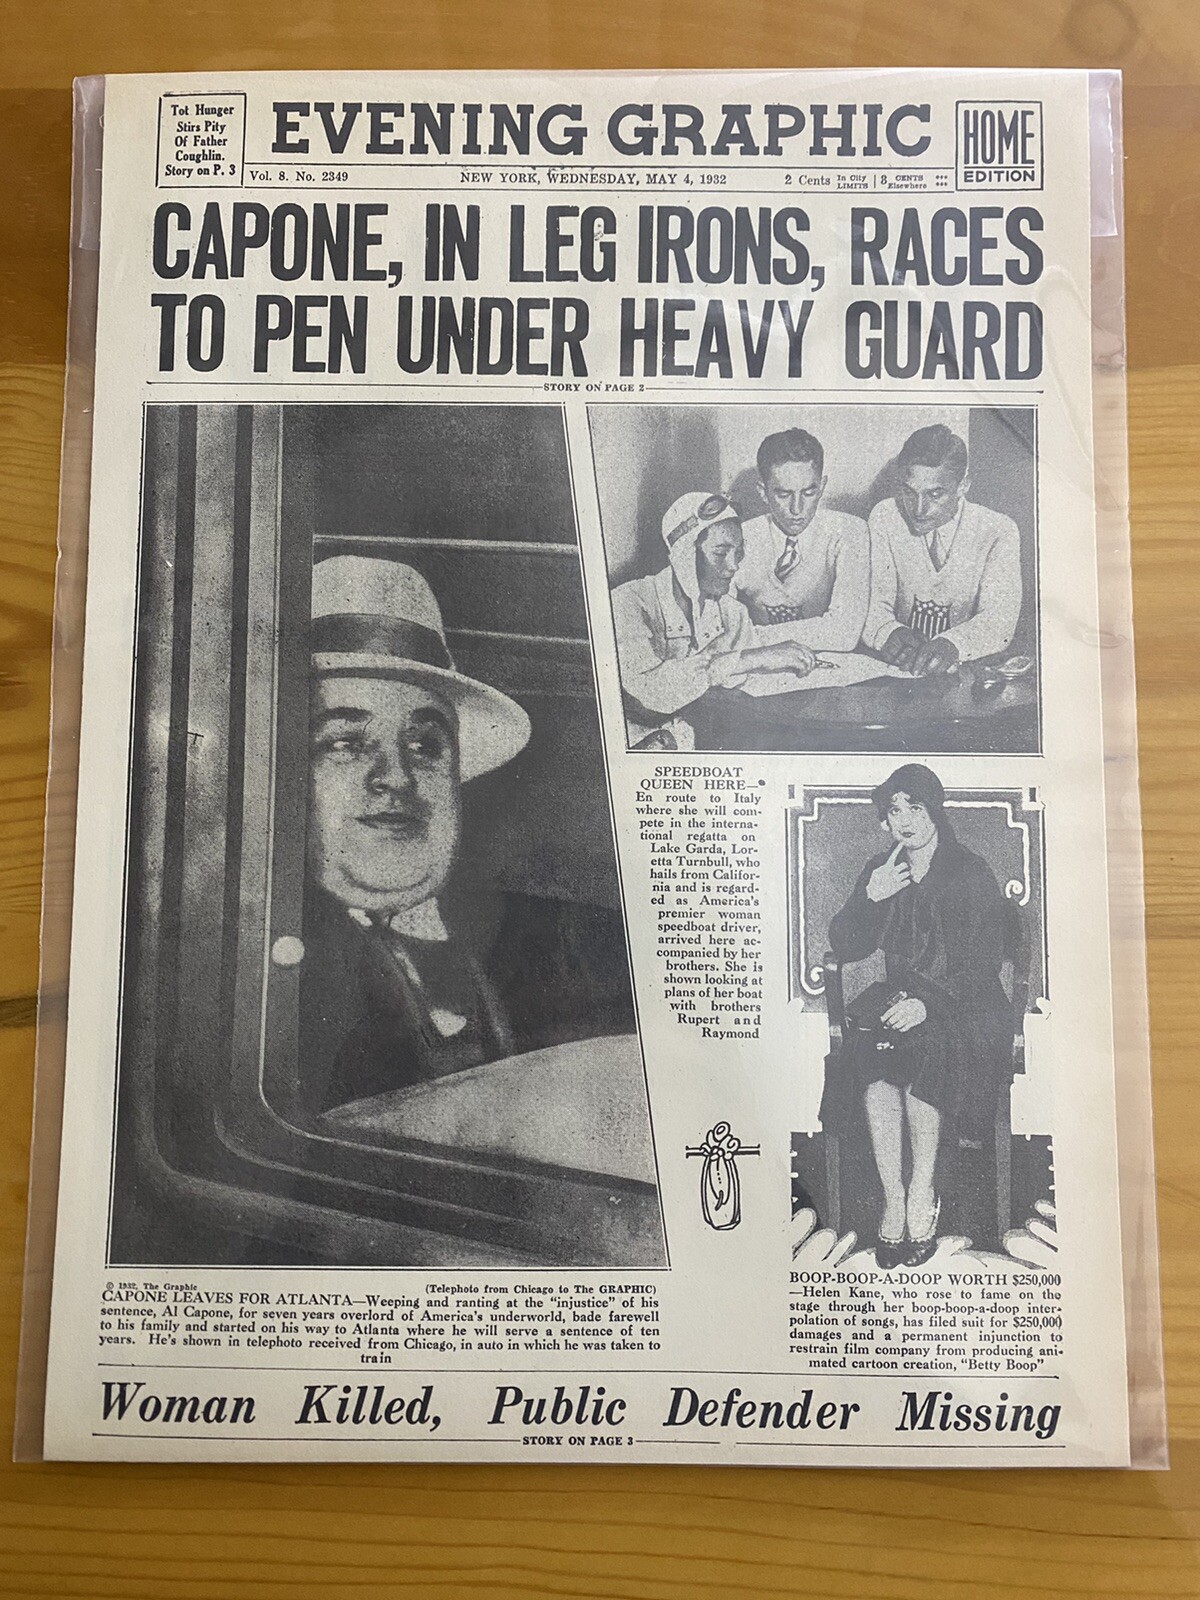 Tot Hunger
Stirs Pity
Of Father
Coughlin.
Story on P. 3
EVENING GRAPHIC
HOME
EDITION
Vol. 8. No. 2349
NEW YORK, WEDNESDAY, MAY 4, 1932
2 Cents In City LIMITS | 3 CENTS Elsewhere
CAPONE, IN LEG IRONS, RACES
TO PEN UNDER HEAVY GUARD
STORY ON PAGE 2
SPEEDBOAT
QUEEN HERE—
En route to Italy
where she will com-
pete in the interna-
tional regatta on
Lake Garda, Lor-
etta Turnbull, who
hails from Califor-
nia and is regard-
ed as America's
premier woman
speedboat driver,
arrived here ac-
companied by her
brothers. She is
shown looking at
plans of her boat
with brothers
Rupert and
Raymond
© 1932, The Graphic
(Telephoto from Chicago to The GRAPHIC)
CAPONE LEAVES FOR ATLANTA—Weeping and ranting at the "injustice" of his
sentence, Al Capone, for seven years overlord of America's underworld, bade farewell
to his family and started on his way to Atlanta where he will serve a sentence of ten
years. He's shown in telephoto received from Chicago, in auto in which he was taken to
train
BOOP-BOOP-A-DOOP WORTH $250,000
—Helen Kane, who rose to fame on the
stage through her boop-boop-a-doop inter-
polation of songs, has filed suit for $250,000
damages and a permanent injunction to
restrain film company from producing ani-
mated cartoon creation, "Betty Boop"
Woman Killed, Public Defender Missing
STORY ON PAGE 3